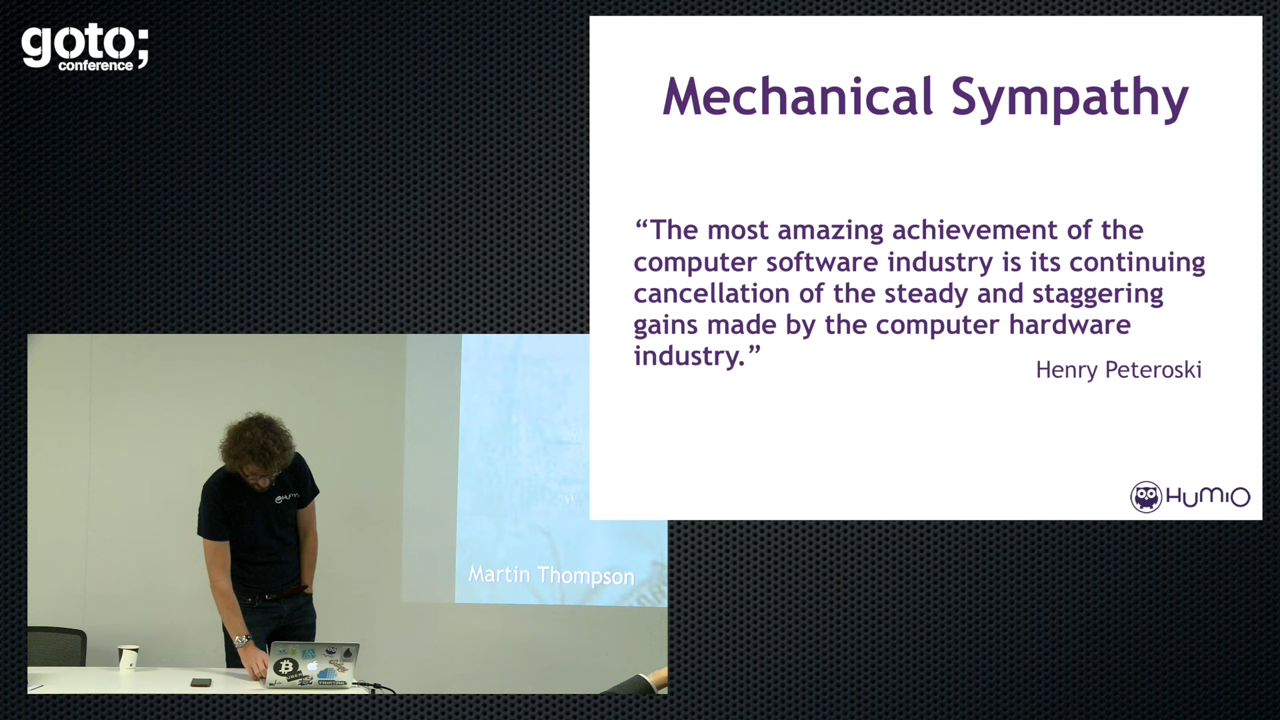 goto;
conference
Mechanical Sympathy
“The most amazing achievement of the
computer software industry is its continuing
cancellation of the steady and staggering
gains made by the computer hardware
industry.”
Henry Peteroski
HUMIO
Martin Thompson